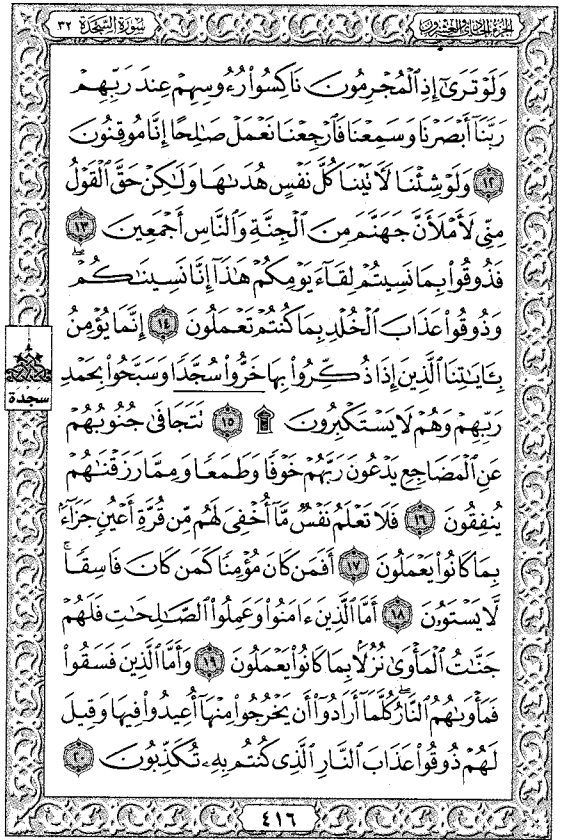 سورة السجدة ٣٢
الجزء الحادي والعشرون
وَلَوْ تَرَىٰٓ إِذِ ٱلْمُجْرِمُونَ نَاكِسُوا۟ رُءُوسِهِمْ عِندَ رَبِّهِمْ
رَبَّنَآ أَبْصَرْنَا وَسَمِعْنَا فَٱرْجِعْنَا نَعْمَلْ صَٰلِحًا إِنَّا مُوقِنُونَ
١٢ وَلَوْ شِئْنَا لَءَاتَيْنَا كُلَّ نَفْسٍ هُدَىٰهَا وَلَٰكِنْ حَقَّ ٱلْقَوْلُ
مِنِّى لَأَمْلَأَنَّ جَهَنَّمَ مِنَ ٱلْجِنَّةِ وَٱلنَّاسِ أَجْمَعِينَ ١٣
فَذُوقُوا۟ بِمَا نَسِيتُمْ لِقَآءَ يَوْمِكُمْ هَٰذَآ إِنَّا نَسِينَٰكُمْ ۖ
وَذُوقُوا۟ عَذَابَ ٱلْخُلْدِ بِمَا كُنتُمْ تَعْمَلُونَ ١٤ إِنَّمَا يُؤْمِنُ
بِـَٔايَٰتِنَا ٱلَّذِينَ إِذَا ذُكِّرُوا۟ بِهَا خَرُّوا۟ سُجَّدًا وَسَبَّحُوا۟ بِحَمْدِ
سجدة
رَبِّهِمْ وَهُمْ لَا يَسْتَكْبِرُونَ ۩ ١٥ تَتَجَافَىٰ جُنُوبُهُمْ
عَنِ ٱلْمَضَاجِعِ يَدْعُونَ رَبَّهُمْ خَوْفًا وَطَمَعًا وَمِمَّا رَزَقْنَٰهُمْ
يُنفِقُونَ ١٦ فَلَا تَعْلَمُ نَفْسٌ مَّآ أُخْفِىَ لَهُم مِّن قُرَّةِ أَعْيُنٍ جَزَآءًۢ
بِمَا كَانُوا۟ يَعْمَلُونَ ١٧ أَفَمَن كَانَ مُؤْمِنًا كَمَن كَانَ فَاسِقًا ۚ
لَّا يَسْتَوُۥنَ ١٨ أَمَّا ٱلَّذِينَ ءَامَنُوا۟ وَعَمِلُوا۟ ٱلصَّٰلِحَٰتِ فَلَهُمْ
جَنَّٰتُ ٱلْمَأْوَىٰ نُزُلًۢا بِمَا كَانُوا۟ يَعْمَلُونَ ١٩ وَأَمَّا ٱلَّذِينَ فَسَقُوا۟
فَمَأْوَىٰهُمُ ٱلنَّارُ ۖ كُلَّمَآ أَرَادُوٓا۟ أَن يَخْرُجُوا۟ مِنْهَآ أُعِيدُوا۟ فِيهَا وَقِيلَ
لَهُمْ ذُوقُوا۟ عَذَابَ ٱلنَّارِ ٱلَّذِى كُنتُم بِهِۦ تُكَذِّبُونَ ٢٠
٤١٦